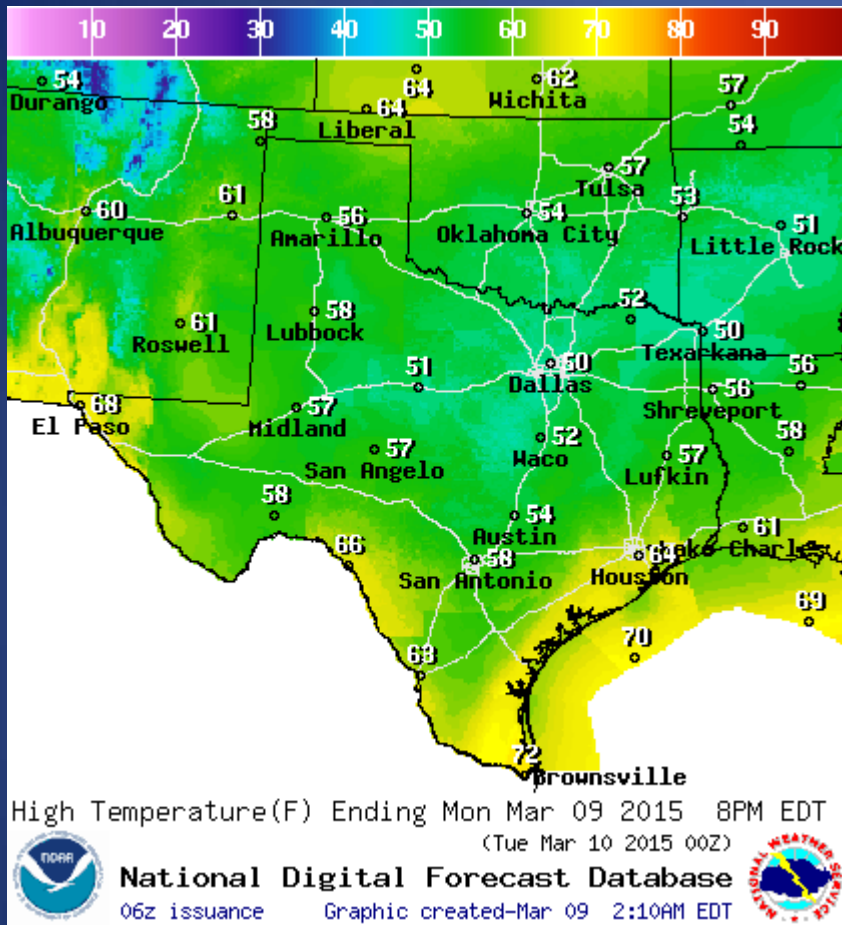 10 20 30 40 50 60 70 80 90
54 64 62
Durango Wichita
64 57
Liberal
58 54
57
Tulsa
60 61 56 54 53 51
Albuquerque Amarillo Oklahoma City Little Rock
61 58 52
Roswell Lubbock 50
Texarkana
51 50 56
Dallas
68 57 56
El Paso Midland Shreveport
57 52 57 58
San Angelo Waco Lufkin
58 54 61
Austin
66 58 64 Lake Charles
San Antonio Houston
69
63 70
72
Brownsville
High Temperature(F) Ending Mon Mar 09 2015 8PM EDT
(Tue Mar 10 2015 00Z)
NOAA
National Digital Forecast Database
06z issuance Graphic created-Mar 09 2:10AM EDT
NATIONAL WEATHER SERVICE